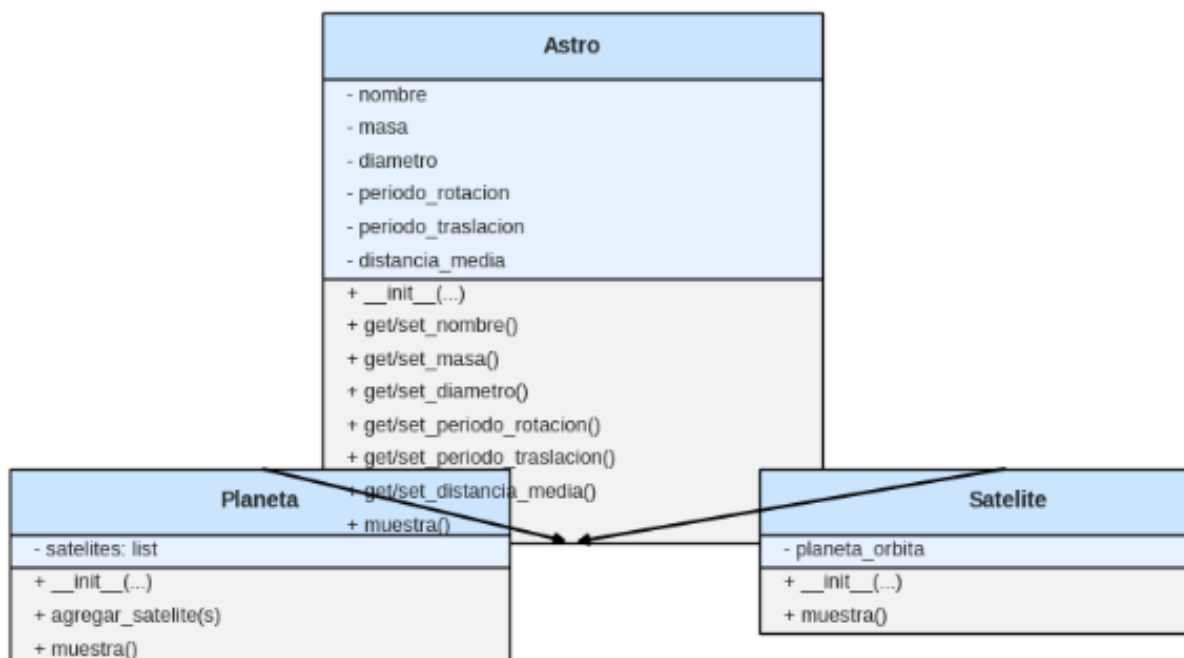 Astro
- nombre
- masa
- diametro
- periodo_rotacion
- periodo_traslacion
- distancia_media
+ __init__(...)
+ get/set_nombre()
+ get/set_masa()
+ get/set_diametro()
+ get/set_periodo_rotacion()
+ get/set_periodo_traslacion()
+ get/set_distancia_media()
+ muestra()
Planeta
- satelites: list
+ __init__(...)
+ agregar_satelite(s)
+ muestra()
Satelite
- planeta_orbita
+ __init__(...)
+ muestra()